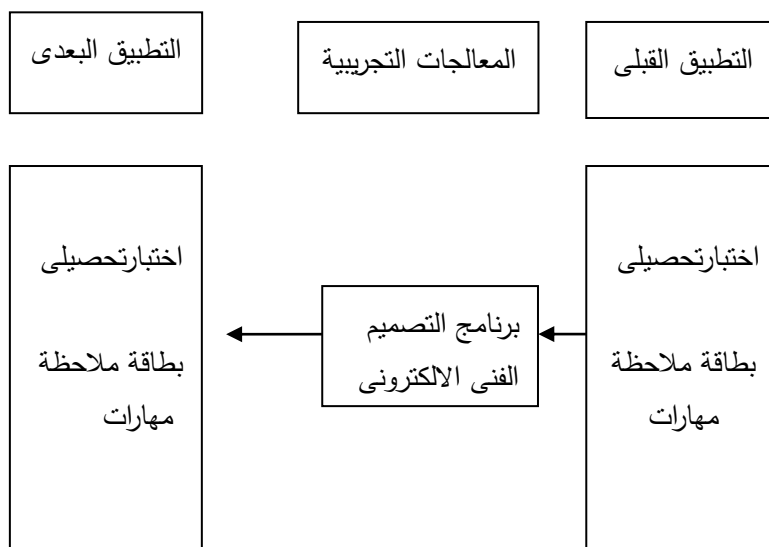 التطبيق القبلى
المعالجات التجريبية
التطبيق البعدى
اختبارتحصيلى
بطاقة ملاحظة
مهارات
برنامج التصميم
الفنى الالكترونى
اختبارتحصيلى
بطاقة ملاحظة
مهارات